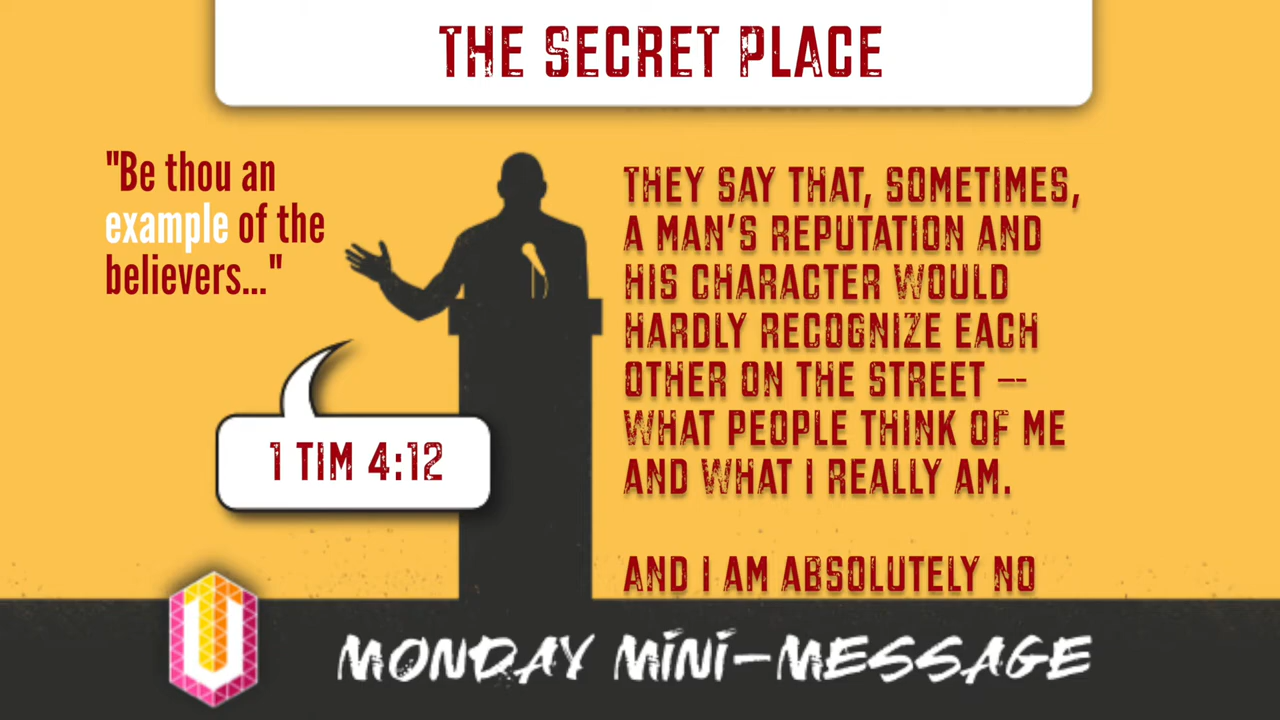 THE SECRET PLACE
"Be thou an
example of the
believers..."
1 TIM 4:12
THEY SAY THAT, SOMETIMES,
A MAN'S REPUTATION AND
HIS CHARACTER WOULD
HARDLY RECOGNIZE EACH
OTHER ON THE STREET --
WHAT PEOPLE THINK OF ME
AND WHAT I REALLY AM.
AND I AM ABSOLUTELY NO
U
MONDAY MINI-MESSAGE